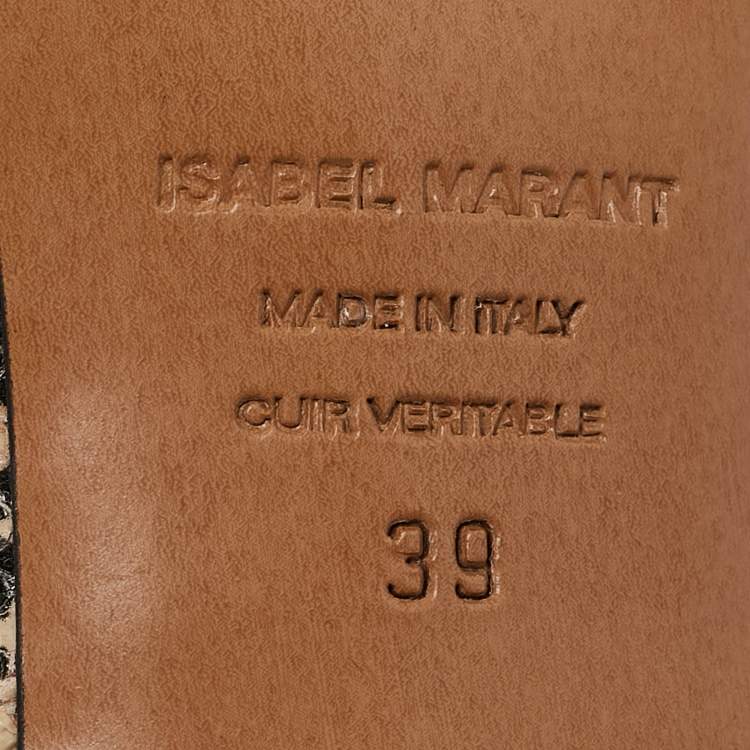 ISABEL MARANT
MADE IN ITALY
CUIR VERITABLE
39